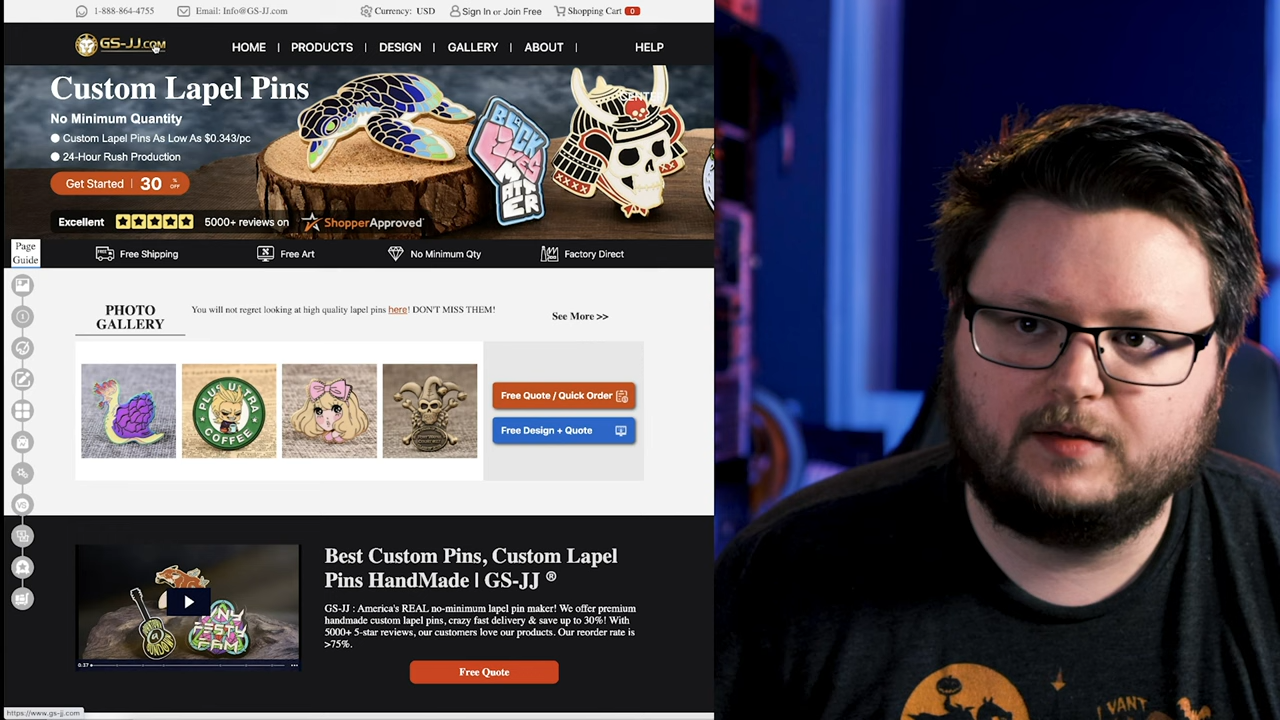 1-888-864-4755
Email: Info@GS-JJ.com
Currency: USD
Sign In or Join Free
Shopping Cart 0
GS-JJ.COM
HOME | PRODUCTS | DESIGN | GALLERY | ABOUT | HELP
CENTER
Custom Lapel Pins
No Minimum Quantity
Custom Lapel Pins As Low As $0.343/pc
24-Hour Rush Production
Get Started | 30 % OFF
Excellent 5000+ reviews on ShopperApproved
Page
Guide
Free Shipping
Free Art
No Minimum Qty
Factory Direct
PHOTO
GALLERY
You will not regret looking at high quality lapel pins here! DON'T MISS THEM!
See More >>
PLUS ULTRA
COFFEE
Free Quote / Quick Order
Free Design + Quote
Best Custom Pins, Custom Lapel
Pins HandMade | GS-JJ ®
GS-JJ : America's REAL no-minimum lapel pin maker! We offer premium
handmade custom lapel pins, crazy fast delivery & save up to 30%! With
5000+ 5-star reviews, our customers love our products. Our reorder rate is
>75%.
Free Quote
0:37
https://www.gs-jj.com
I WANT